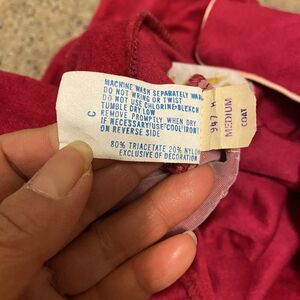 MACHINE WASH SEPARATELY WARM
DO NOT WRING OR TWIST
DO NOT USE CHLORINE BLEACH
TUMBLE DRY LOW
REMOVE PROMPTLY WHEN DRY
IF NECESSARY/USE COOL IRON
ON REVERSE SIDE
C
80% TRIACETATE 20% NYLON
EXCLUSIVE OF DECORATION
MEDIUM
COAT